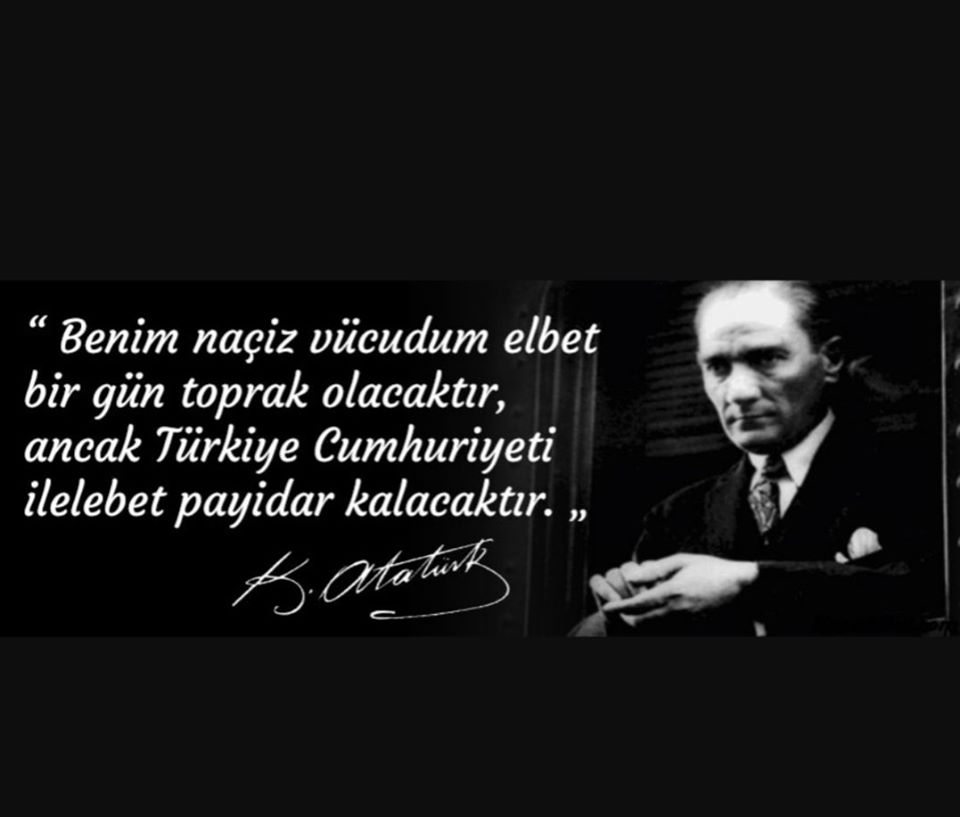 “ Benim naçiz vücudum elbet
bir gün toprak olacaktır,
ancak Türkiye Cumhuriyeti
ilelebet payidar kalacaktır. „
K. Atatürk